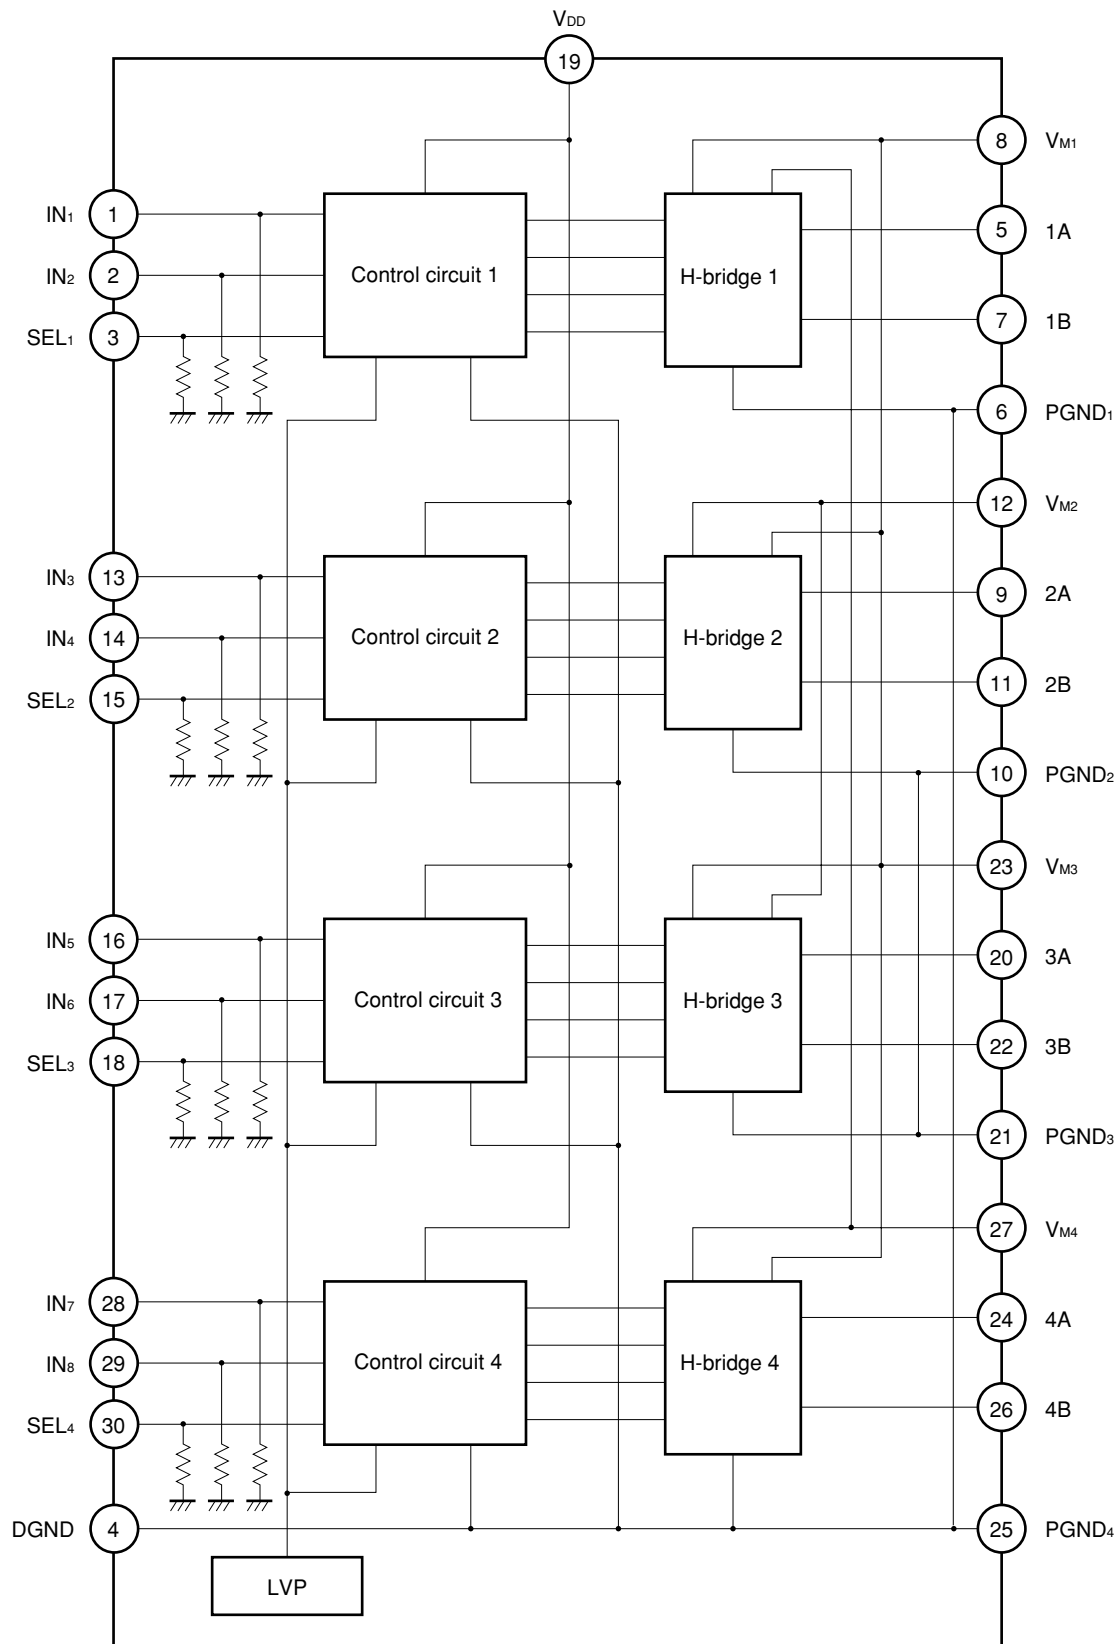 VDD
19
8 VM1
IN1 1
5 1A
IN2 2
Control circuit 1
H-bridge 1
7 1B
SEL1 3
6 PGND1
12 VM2
IN3 13
9 2A
IN4 14
Control circuit 2
H-bridge 2
11 2B
SEL2 15
10 PGND2
23 VM3
IN5 16
20 3A
IN6 17
Control circuit 3
H-bridge 3
22 3B
SEL3 18
21 PGND3
27 VM4
IN7 28
24 4A
IN8 29
Control circuit 4
H-bridge 4
26 4B
SEL4 30
DGND 4
25 PGND4
LVP